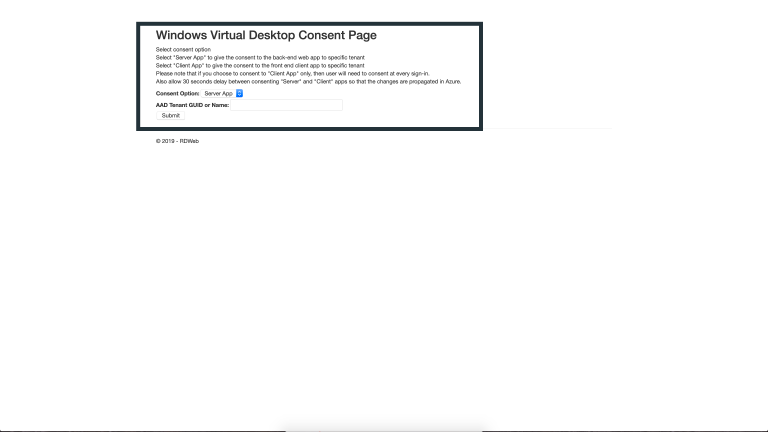 Windows Virtual Desktop Consent Page
Select consent option
Select "Server App" to give the consent to the back-end web app to specific tenant
Select "Client App" to give the consent to the front end client app to specific tenant
Please note that if you choose to consent to "Client App" only, then user will need to consent at every sign-in.
Also allow 30 seconds delay between consenting "Server" and "Client" apps so that the changes are propagated in Azure.
Consent Option: Server App
AAD Tenant GUID or Name:
Submit
© 2019 - RDWeb